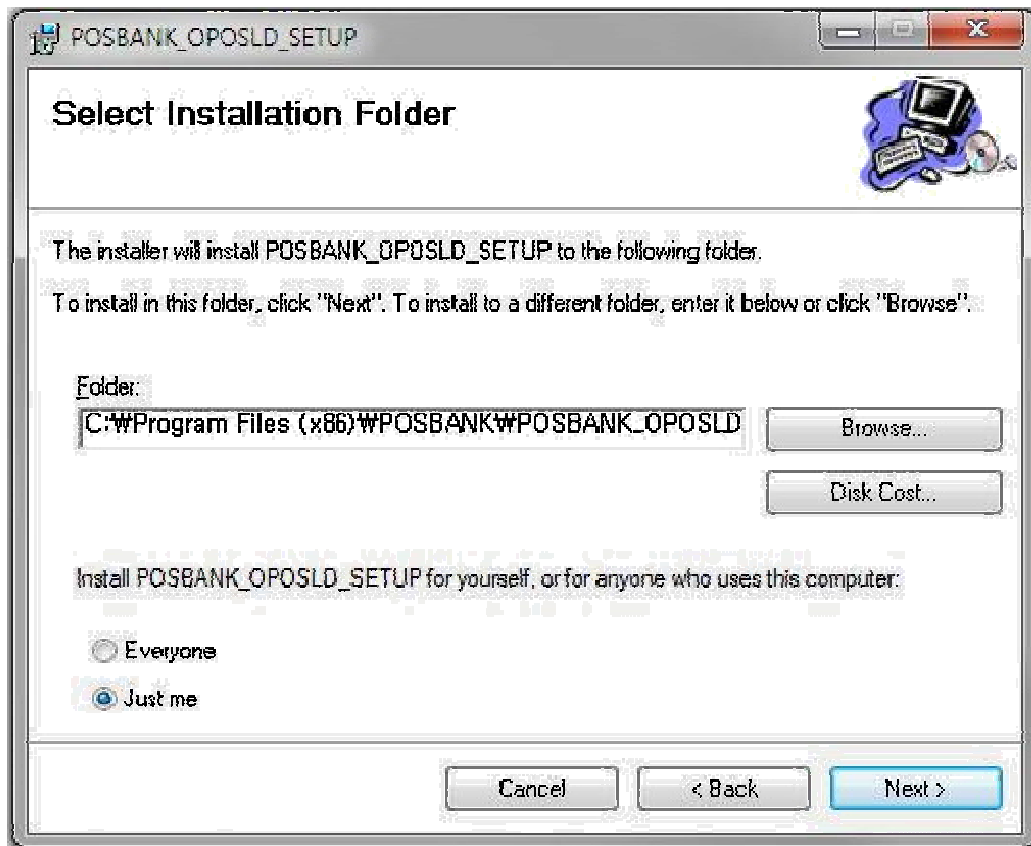 POSBANK_OPOSLD_SETUP
Select Installation Folder
The installer will install POSBANK_OPOSLD_SETUP to the following folder.
To install in this folder, click "Next". To install to a different folder, enter it below or click "Browse".
Folder:
C:₩Program Files (x86)₩POSBANK₩POSBANK_OPOSLD
Browse...
Disk Cost...
Install POSBANK_OPOSLD_SETUP for yourself, or for anyone who uses this computer:
Everyone
Just me
Cancel < Back Next >